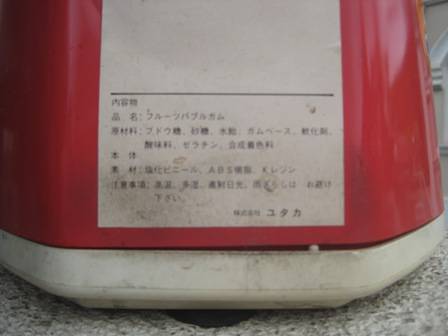 内容物
品 名：フルーツバブルガム
原材料：ブドウ糖、砂糖、水飴、ガムベース、軟化剤、
酸味料、ゼラチン、合成着色料
本 体
素 材：塩化ビニール、ABS樹脂、Kレジン
注意事項：高温、多湿、直射日光、雨ざらしは お避け
下さい。
株式会社 ユタカ